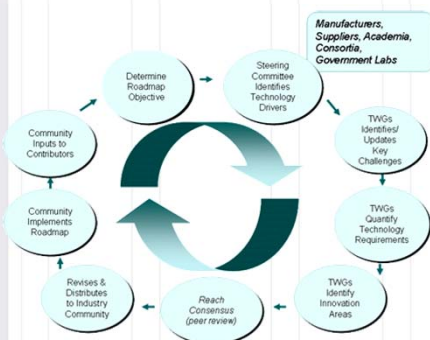 Manufacturers,
Suppliers, Academia,
Consortia,
Government Labs
Determine
Roadmap
Objective
Steering
Committee
Identifies
Technology
Drivers
TWGs
Identifies/
Updates
Key
Challenges
TWGs
Quantify
Technology
Requirements
TWGs
Identify
Innovation
Areas
Reach
Consensus
(peer review)
Revises &
Distributes
to Industry
Community
Community
Implements
Roadmap
Community
Inputs to
Contributors